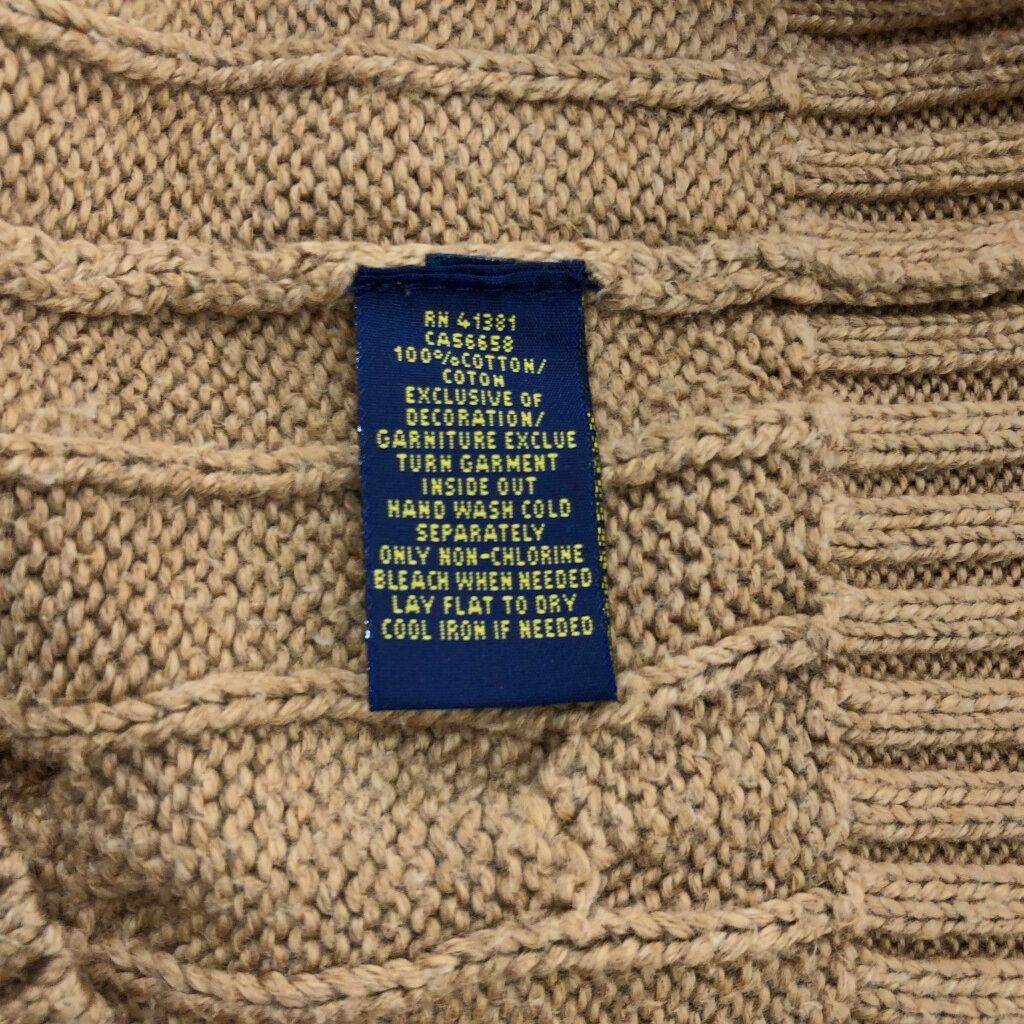 RN 41381
CA56658
100%COTTON/
COTON
EXCLUSIVE OF
DECORATION/
GARNITURE EXCLUE
TURN GARMENT
INSIDE OUT
HAND WASH COLD
SEPARATELY
ONLY NON-CHLORINE
BLEACH WHEN NEEDED
LAY FLAT TO DRY
COOL IRON IF NEEDED